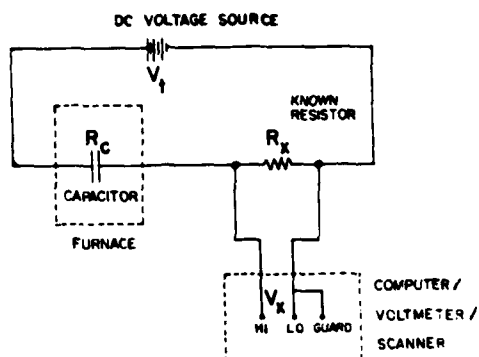 DC VOLTAGE SOURCE
Vt
KNOWN
RESISTOR
Rc
Rx
CAPACITOR
FURNACE
COMPUTER/
Vx
VOLTMETER/
HI LO GUARD
SCANNER